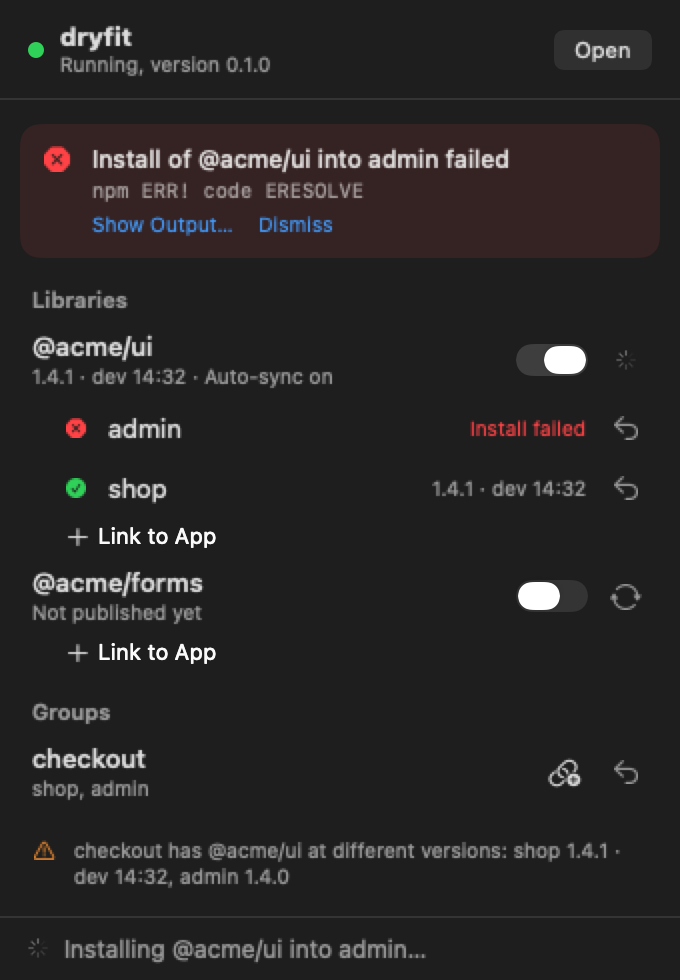 dryfit
Running, version 0.1.0
Open
Install of @acme/ui into admin failed
npm ERR! code ERESOLVE
Show Output...
Dismiss
Libraries
@acme/ui
1.4.1 · dev 14:32 · Auto-sync on
admin
Install failed
shop
1.4.1 · dev 14:32
Link to App
@acme/forms
Not published yet
Link to App
Groups
checkout
shop, admin
checkout has @acme/ui at different versions: shop 1.4.1 ·
dev 14:32, admin 1.4.0
Installing @acme/ui into admin...